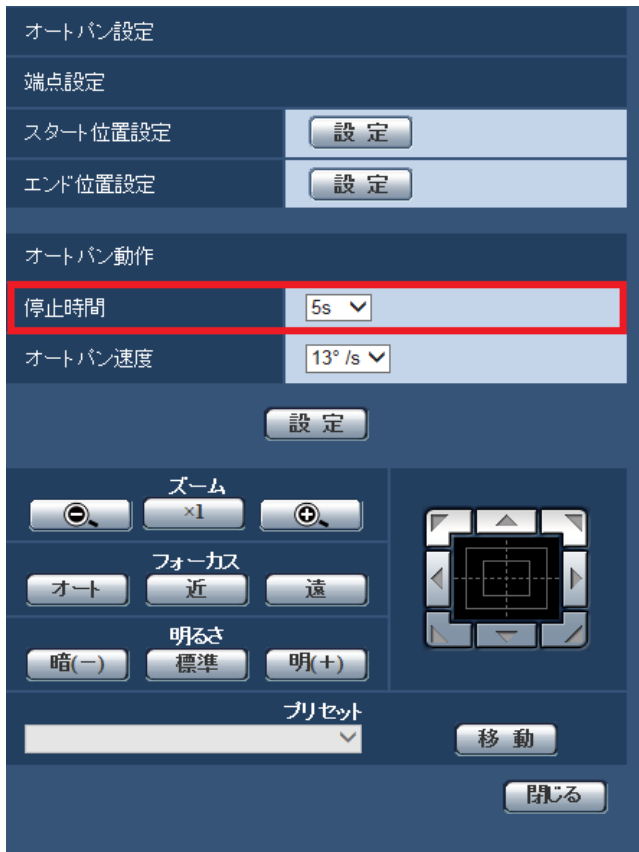 オートパン設定
端点設定
スタート位置設定 設定
エンド位置設定 設定
オートパン動作
停止時間 5s
オートパン速度 13°/s
設定
ズーム
×1
フォーカス
オート 近 遠
明るさ
暗(-) 標準 明(+)
プリセット
移動
閉じる